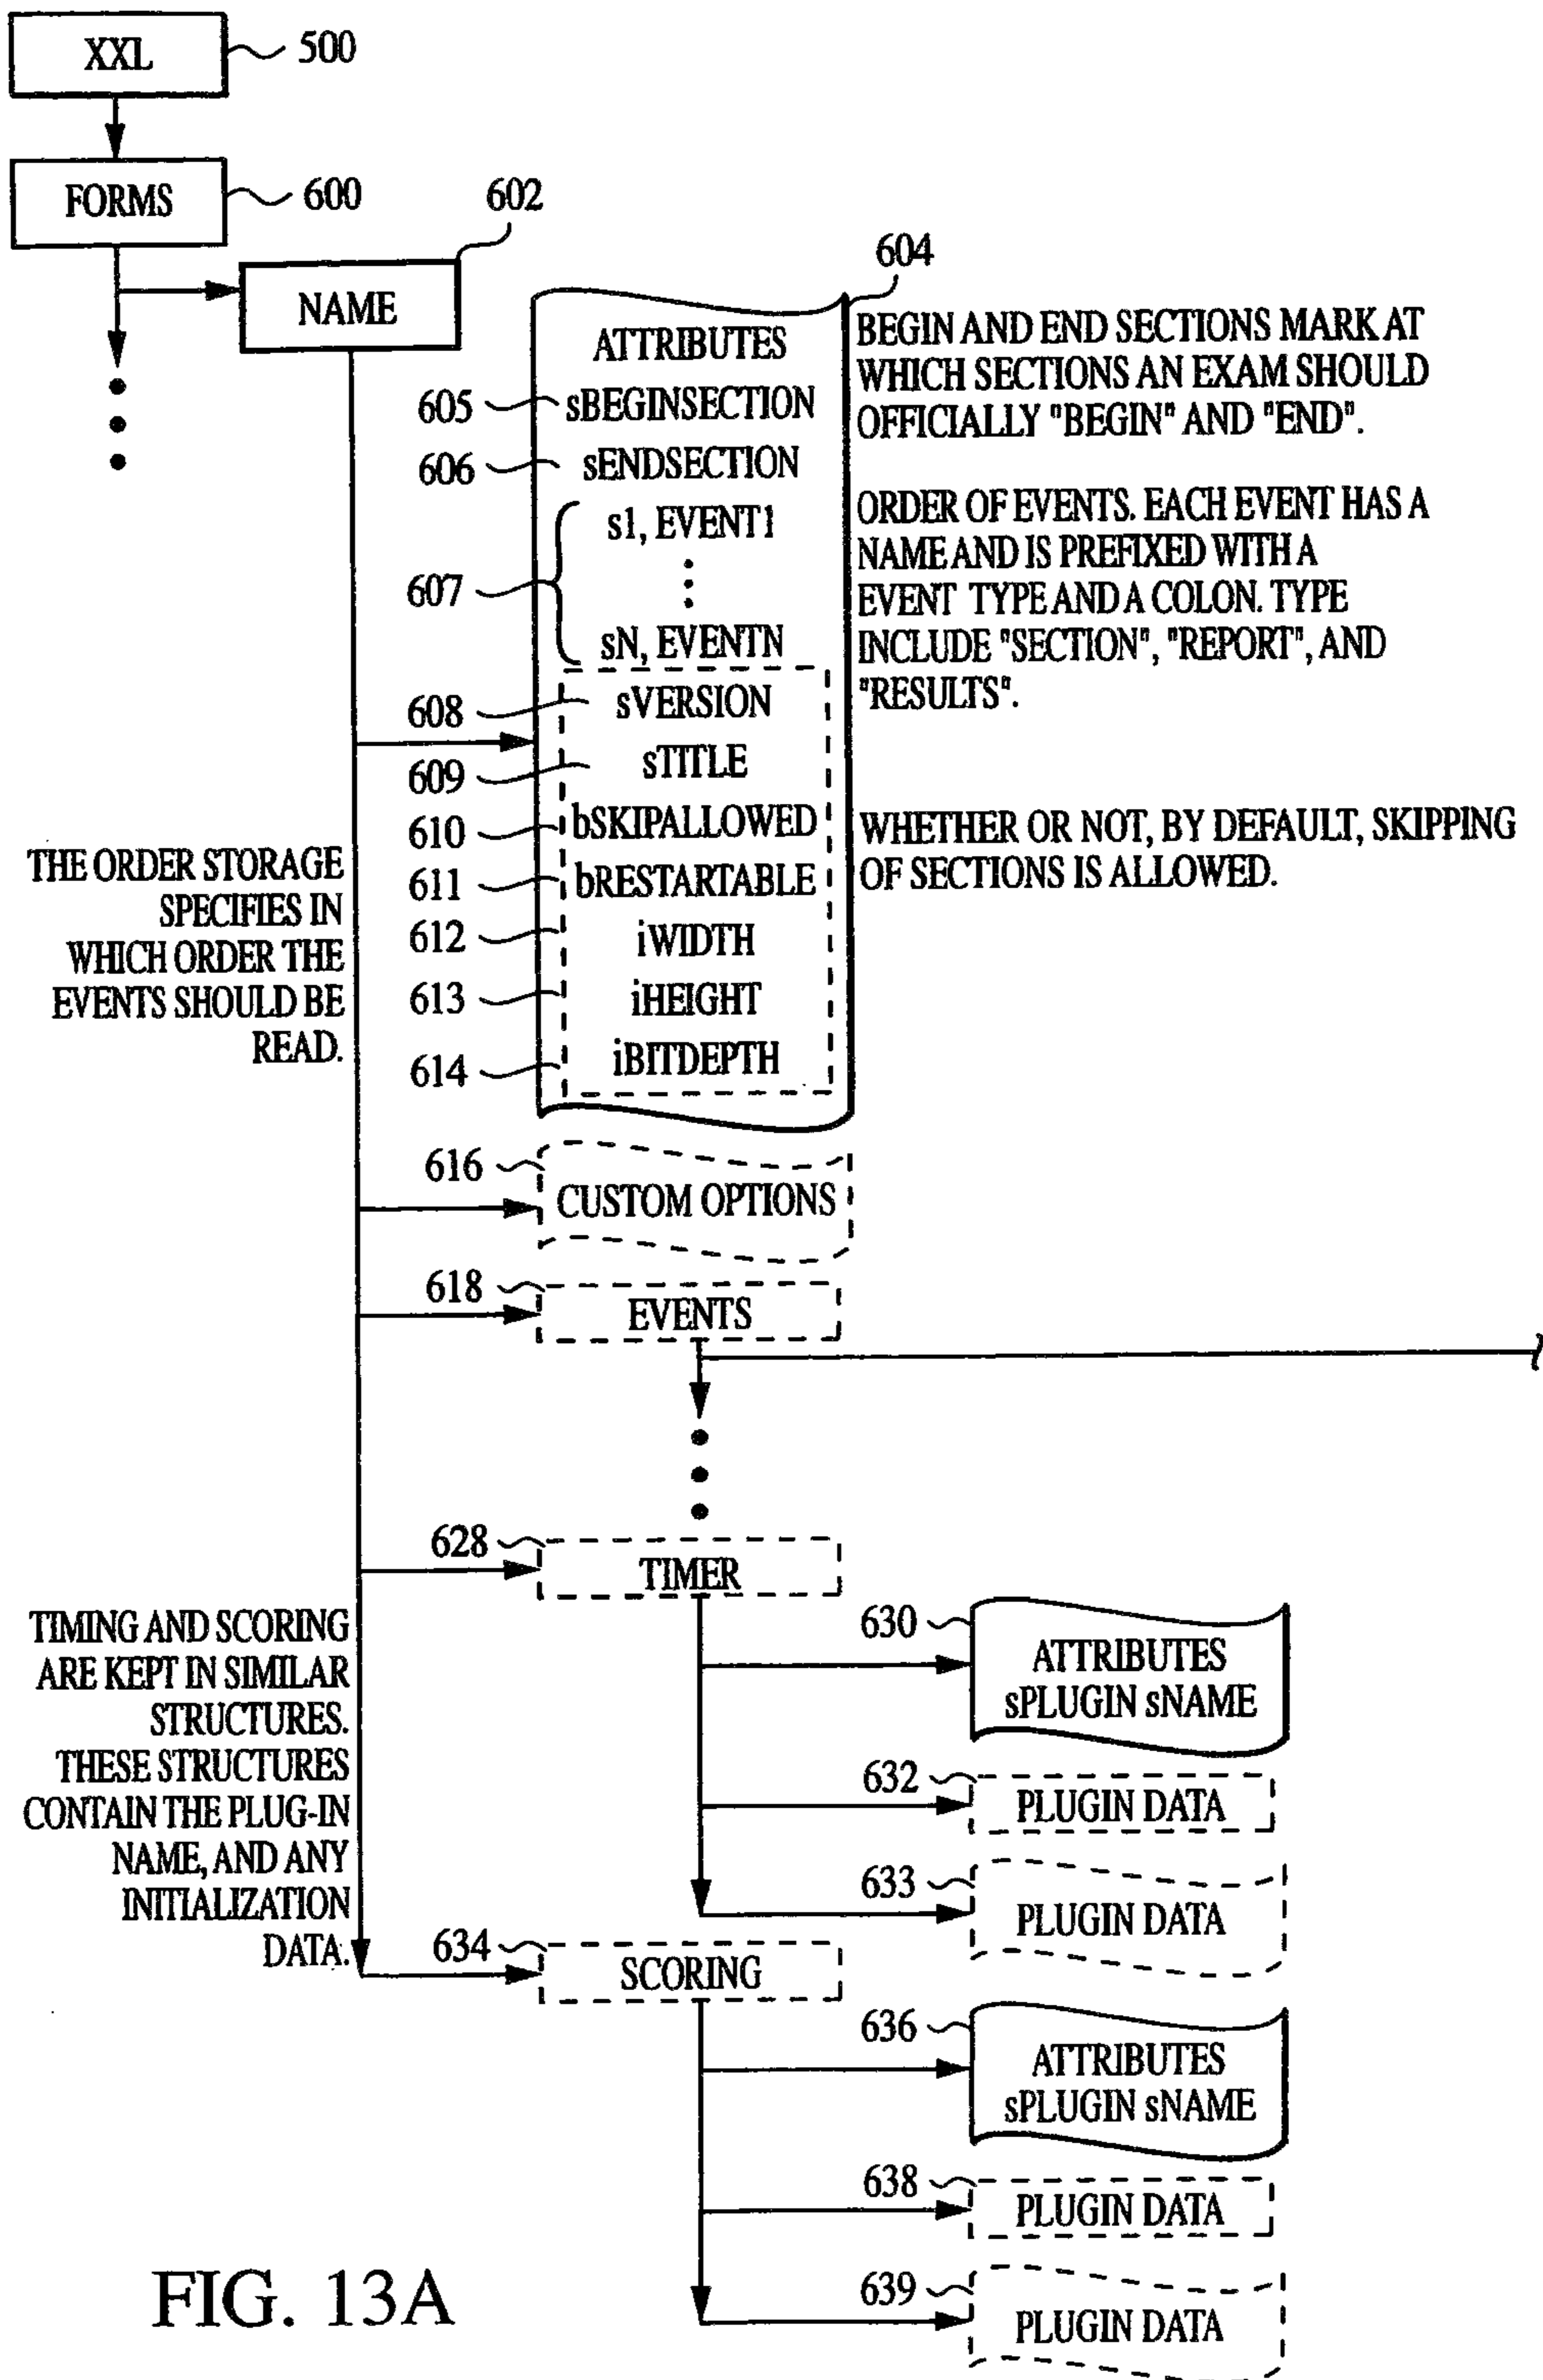 XXL
500
FORMS
600
602
NAME
604
ATTRIBUTES
605
sBEGINSECTION
606
sENDSECTION
607
s1, EVENT1
sN, EVENTN
608
sVERSION
609
sTITLE
610
bSKIPALLOWED
611
bRESTARTABLE
612
iWIDTH
613
iHEIGHT
614
iBITDEPTH
BEGIN AND END SECTIONS MARK AT
WHICH SECTIONS AN EXAM SHOULD
OFFICIALLY "BEGIN" AND "END".
ORDER OF EVENTS. EACH EVENT HAS A
NAME AND IS PREFIXED WITH A
EVENT TYPE AND A COLON. TYPE
INCLUDE "SECTION", "REPORT", AND
"RESULTS".
WHETHER OR NOT, BY DEFAULT, SKIPPING
OF SECTIONS IS ALLOWED.
THE ORDER STORAGE
SPECIFIES IN
WHICH ORDER THE
EVENTS SHOULD BE
READ.
616
CUSTOM OPTIONS
618
EVENTS
628
TIMER
630
ATTRIBUTES
sPLUGIN sNAME
632
PLUGIN DATA
633
PLUGIN DATA
TIMING AND SCORING
ARE KEPT IN SIMILAR
STRUCTURES.
THESE STRUCTURES
CONTAIN THE PLUG-IN
NAME, AND ANY
INITIALIZATION
DATA.
634
SCORING
636
ATTRIBUTES
sPLUGIN sNAME
638
PLUGIN DATA
639
PLUGIN DATA
FIG. 13A